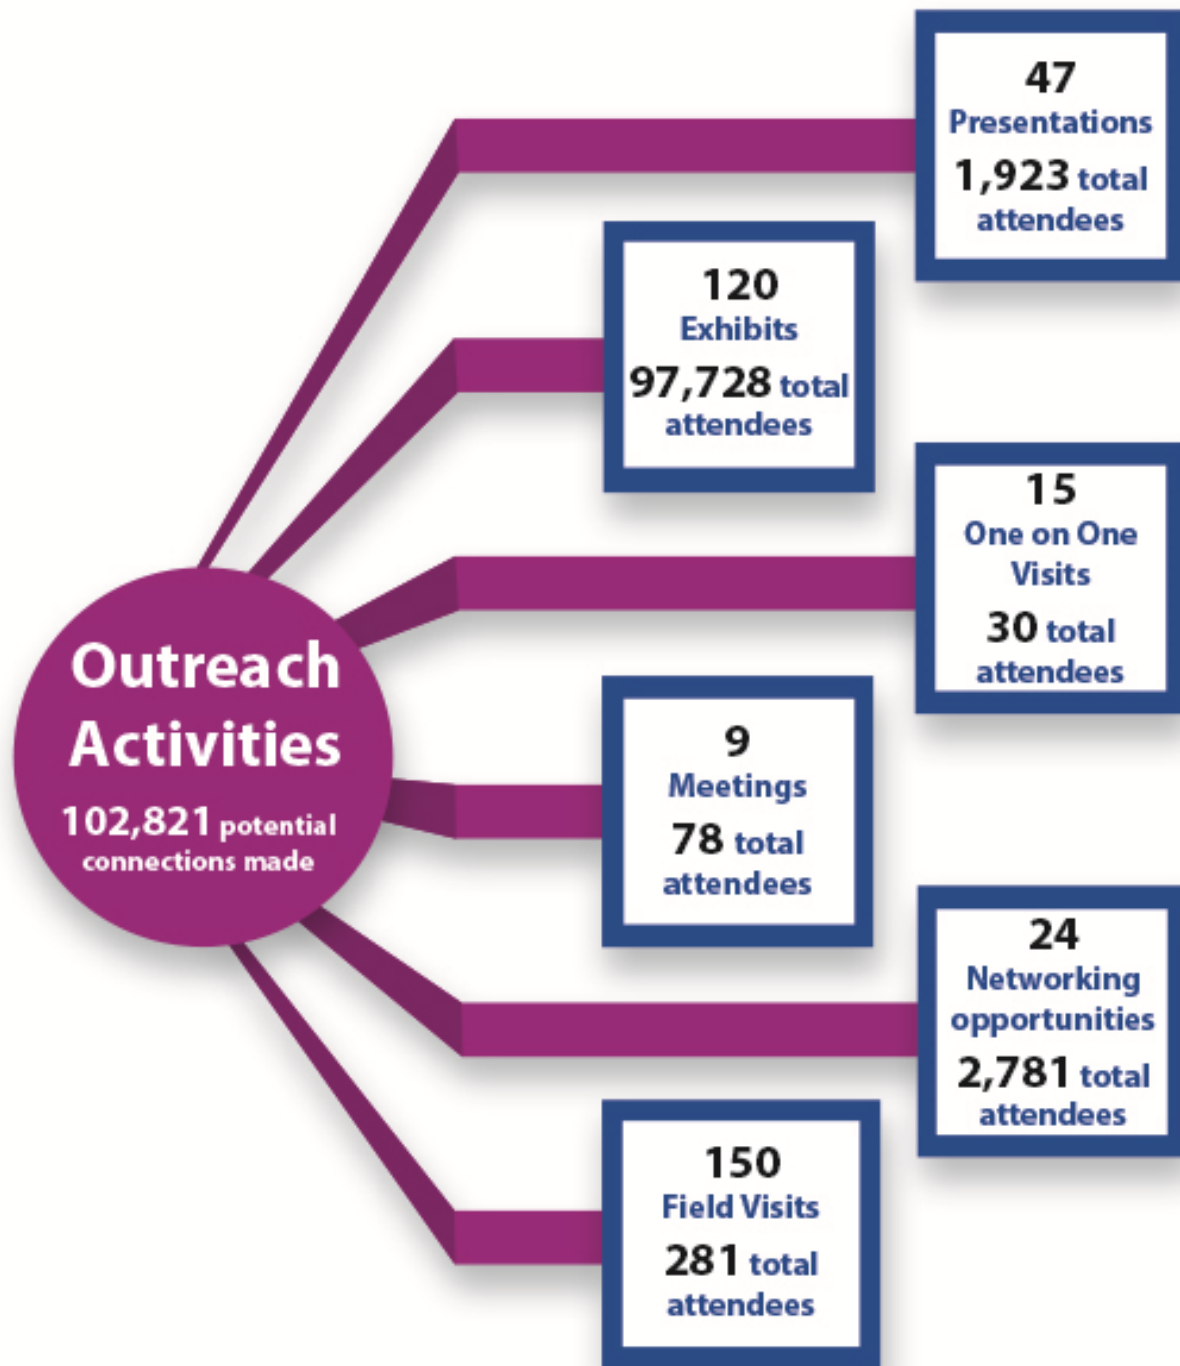 47
Presentations
1,923 total
attendees
120
Exhibits
97,728 total
attendees
15
One on One
Visits
30 total
attendees
Outreach
Activities
102,821 potential
connections made
9
Meetings
78 total
attendees
24
Networking
opportunities
2,781 total
attendees
150
Field Visits
281 total
attendees